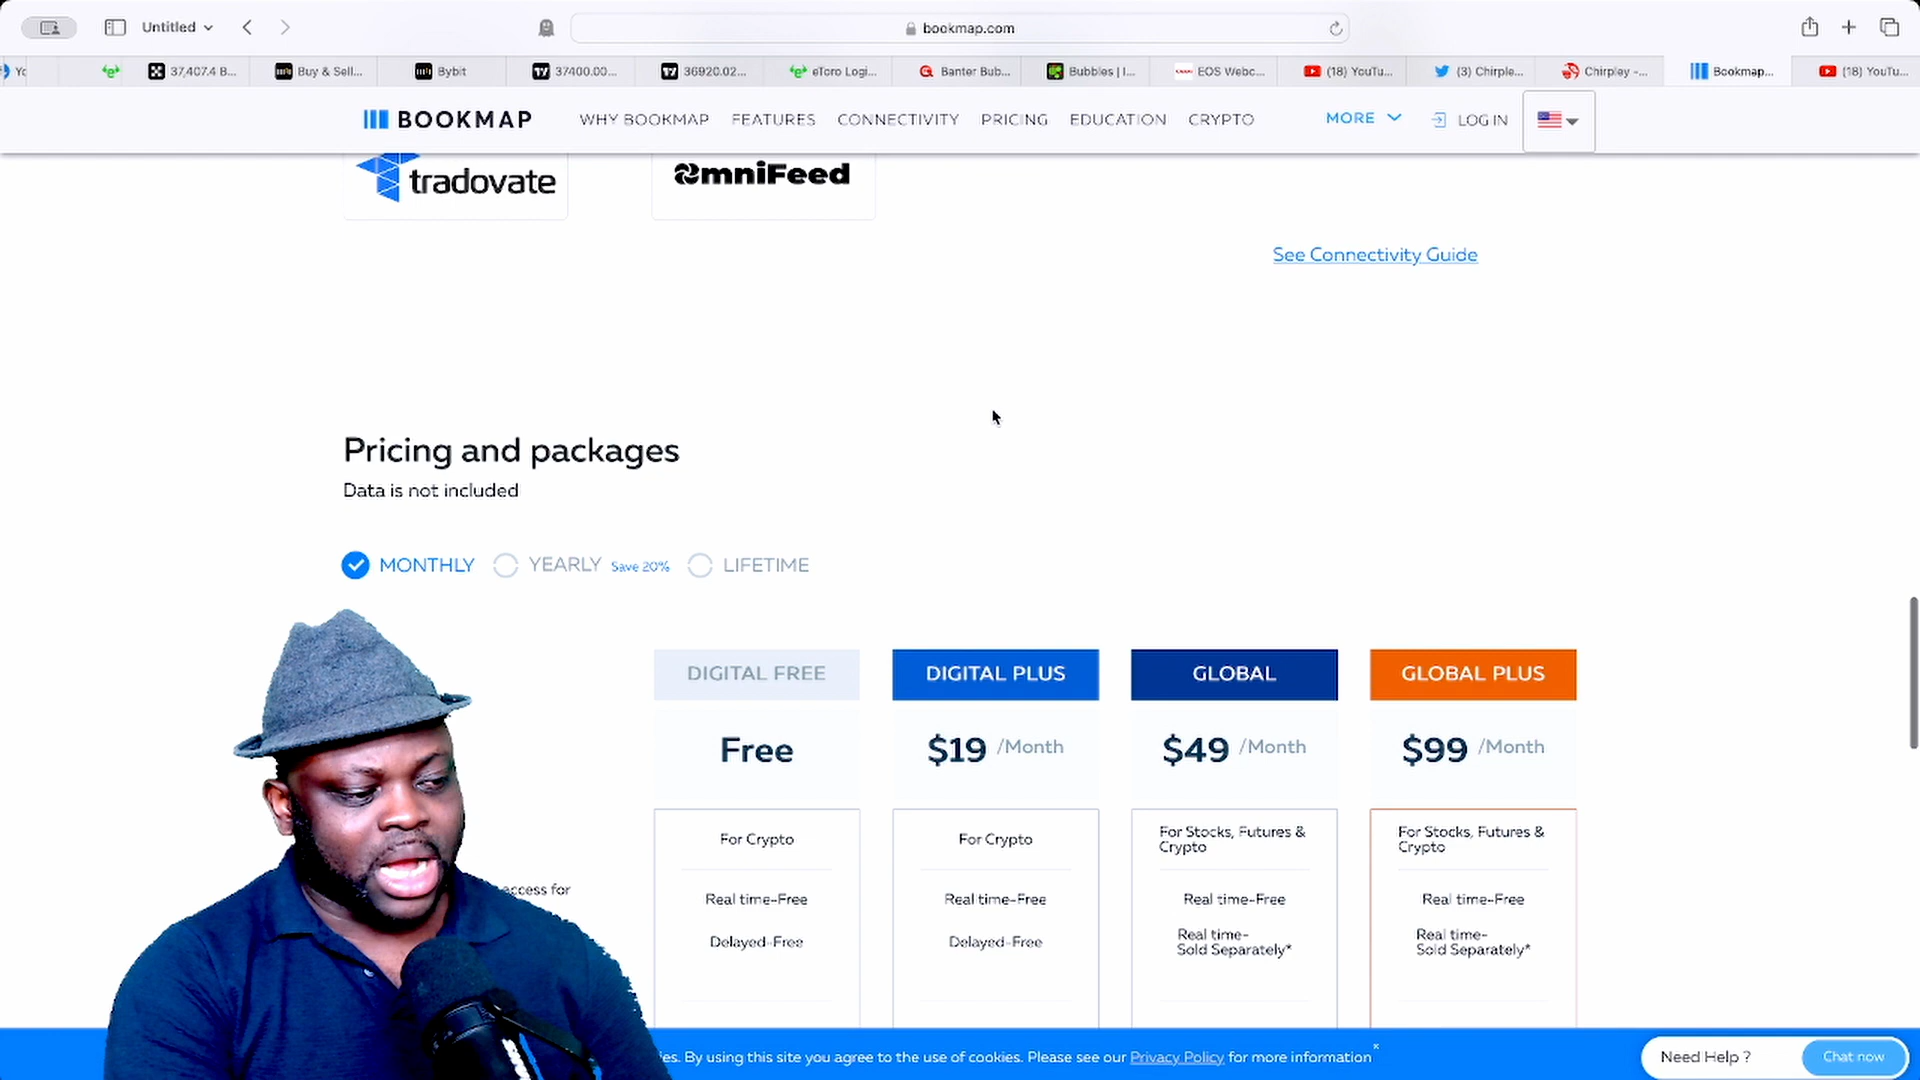 Untitled
bookmap.com
37,407.4 B...
Buy & Sell...
Bybit
37400.00...
36920.02...
eToro Logi...
Banter Bub...
Bubbles | I...
EOS Webc...
(18) YouTu...
(3) Chirple...
Chirpley -...
Bookmap...
(18) YouTu...
BOOKMAP WHY BOOKMAP FEATURES CONNECTIVITY PRICING EDUCATION CRYPTO MORE LOG IN
tradovate
OmniFeed
See Connectivity Guide
Pricing and packages
Data is not included
MONTHLY YEARLY Save 20% LIFETIME
DIGITAL FREE DIGITAL PLUS GLOBAL GLOBAL PLUS
Free $19 /Month $49 /Month $99 /Month
For Crypto
For Crypto
For Stocks, Futures &
Crypto
For Stocks, Futures &
Crypto
access for
Real time-Free Real time-Free Real time-Free Real time-Free
Delayed-Free
Delayed-Free
Real time-
Sold Separately*
Real time-
Sold Separately*
es. By using this site you agree to the use of cookies. Please see our Privacy Policy for more information
x
Need Help ? Chat now